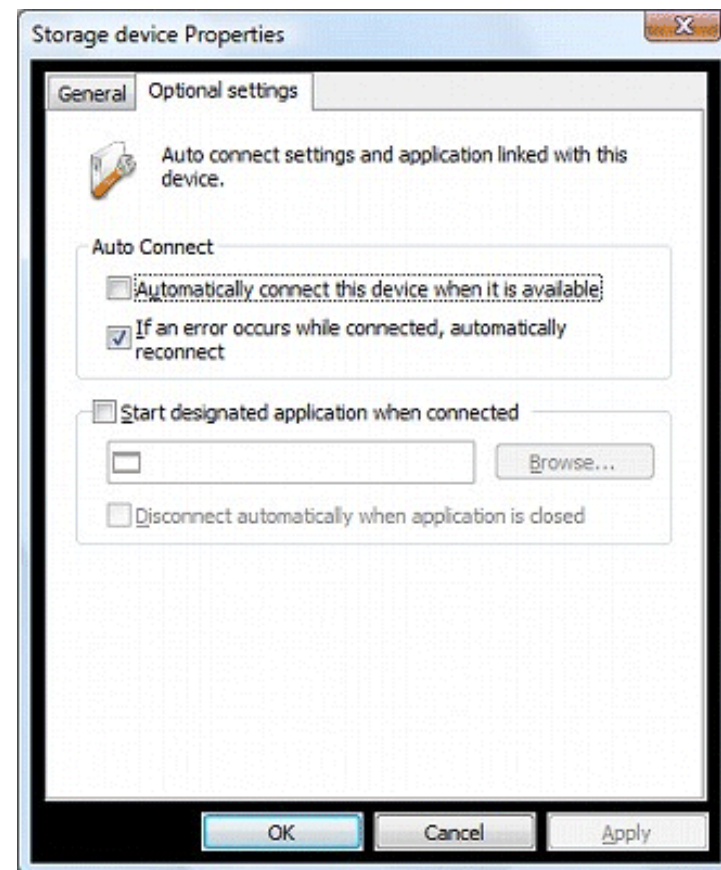 Storage device Properties
General Optional settings
Auto connect settings and application linked with this
device.
Auto Connect
Automatically connect this device when it is available
If an error occurs while connected, automatically
reconnect
Start designated application when connected
Browse...
Disconnect automatically when application is closed
OK Cancel Apply